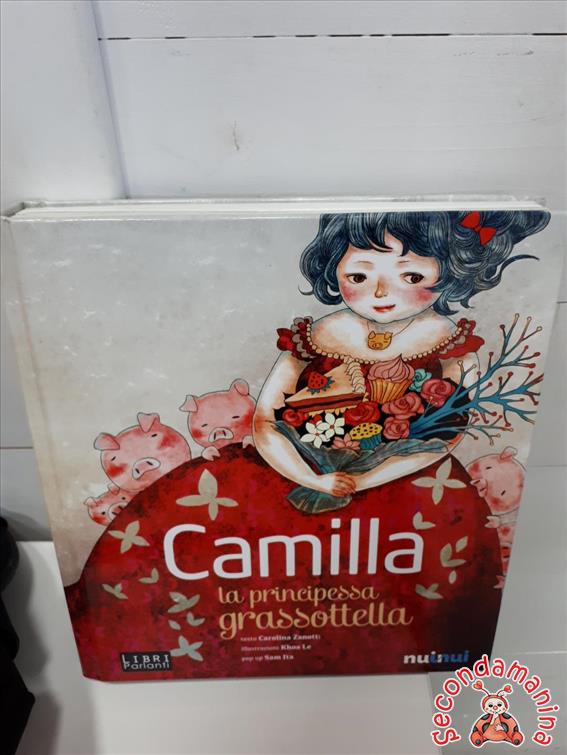 Camilla
la principessa
grassottella
testo Carolina Zanotti
illustrazioni Khoa Le
pop up Sam Ita
LIBRI
Parlanti
nuinui
Secondamanina